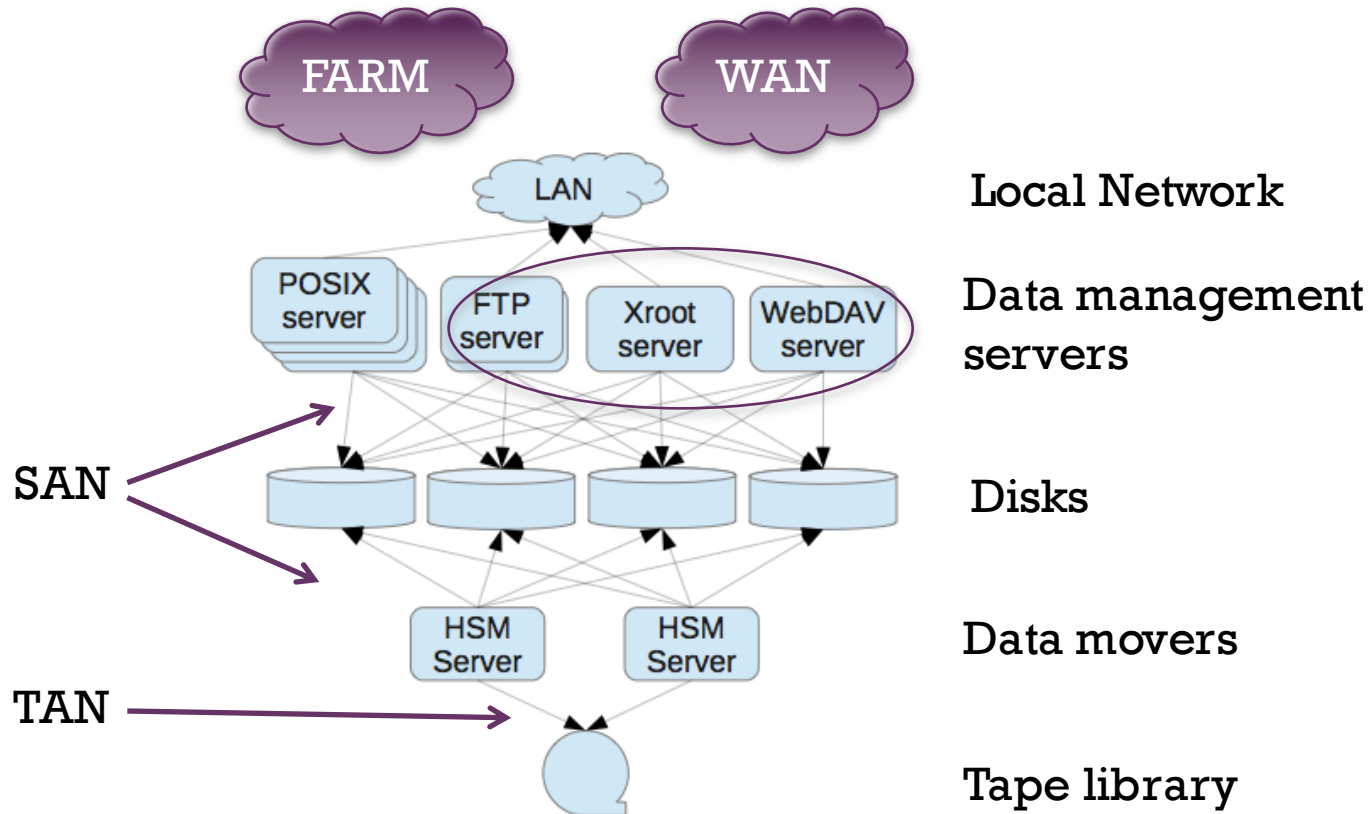 FARM
WAN
LAN
Local Network
POSIX
server
FTP
server
Xroot
server
WebDAV
server
Data management
servers
SAN
Disks
HSM
Server
HSM
Server
Data movers
TAN
Tape library